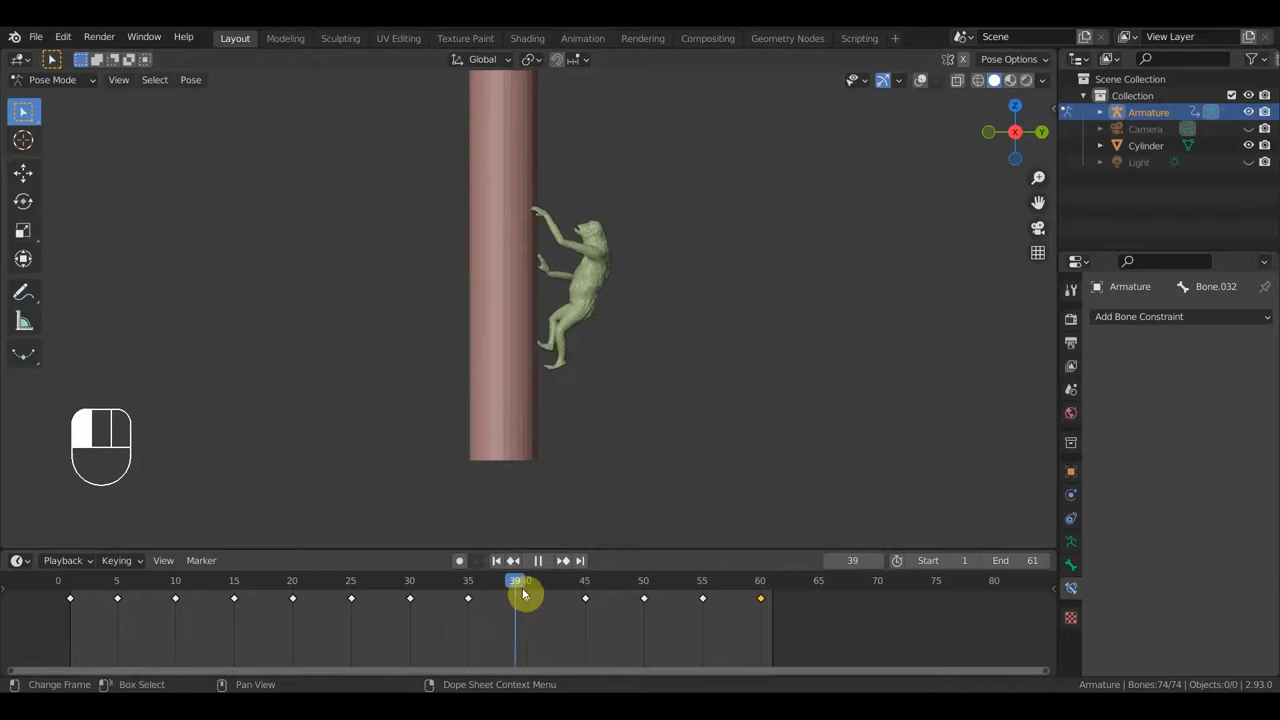 File Edit Render Window Help Layout Modeling Sculpting UV Editing Texture Paint Shading Animation Rendering Compositing Geometry Nodes Scripting + Scene View Layer
Global Pose Options
Pose Mode View Select Pose
Scene Collection
Collection
Armature
Camera
Cylinder
Light
Z
X
Y
Armature Bone.032
Add Bone Constraint
Playback Keying View Marker 39 Start 1 End 61
0 5 10 15 20 25 30 35 39 40 45 50 55 60 65 70 75 80
Change Frame Box Select Pan View Dope Sheet Context Menu Armature | Bones:74/74 | Objects:0/0 | 2.93.0